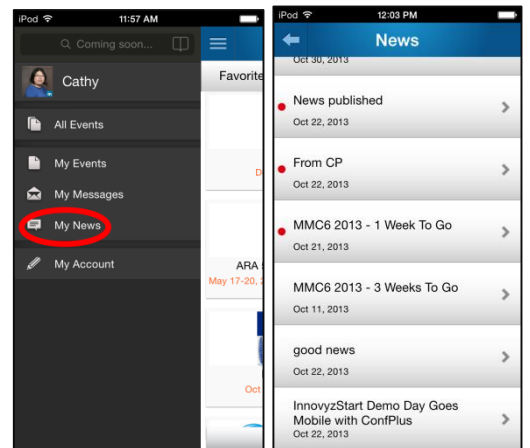 iPod 11:57 AM
Coming soon...
Cathy
Favorite
All Events
My Events
D
My Messages
My News
My Account
ARA
May 17-20, 2
Oct
iPod 12:03 PM
News
Oct 30, 2013
News published
Oct 22, 2013
From CP
Oct 22, 2013
MMC6 2013 - 1 Week To Go
Oct 21, 2013
MMC6 2013 - 3 Weeks To Go
Oct 11, 2013
good news
Oct 22, 2013
InnovyzStart Demo Day Goes
Mobile with ConfPlus
Oct 22, 2013